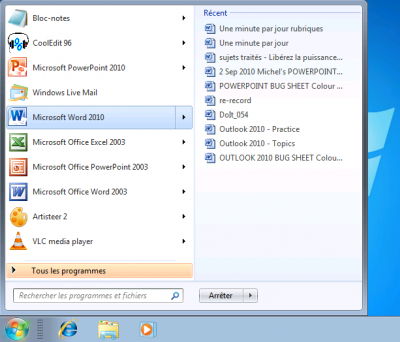 Bloc-notes
CoolEdit 96
Microsoft PowerPoint 2010
Windows Live Mail
Microsoft Word 2010
Microsoft Office Excel 2003
Microsoft Office PowerPoint 2003
Microsoft Office Word 2003
Artisteer 2
VLC media player
Tous les programmes
Rechercher les programmes et fichiers
Récent
Une minute par jour rubriques
Une minute par jour
sujets traités - Libérez la puissance...
2 Sep 2010 Michel's POWERPOINT...
POWERPOINT BUG SHEET Colour ...
re-record
DoIt_054
Outlook 2010 - Practice
Outlook 2010 - Topics
OUTLOOK 2010 BUG SHEET Colou...
Arrêter